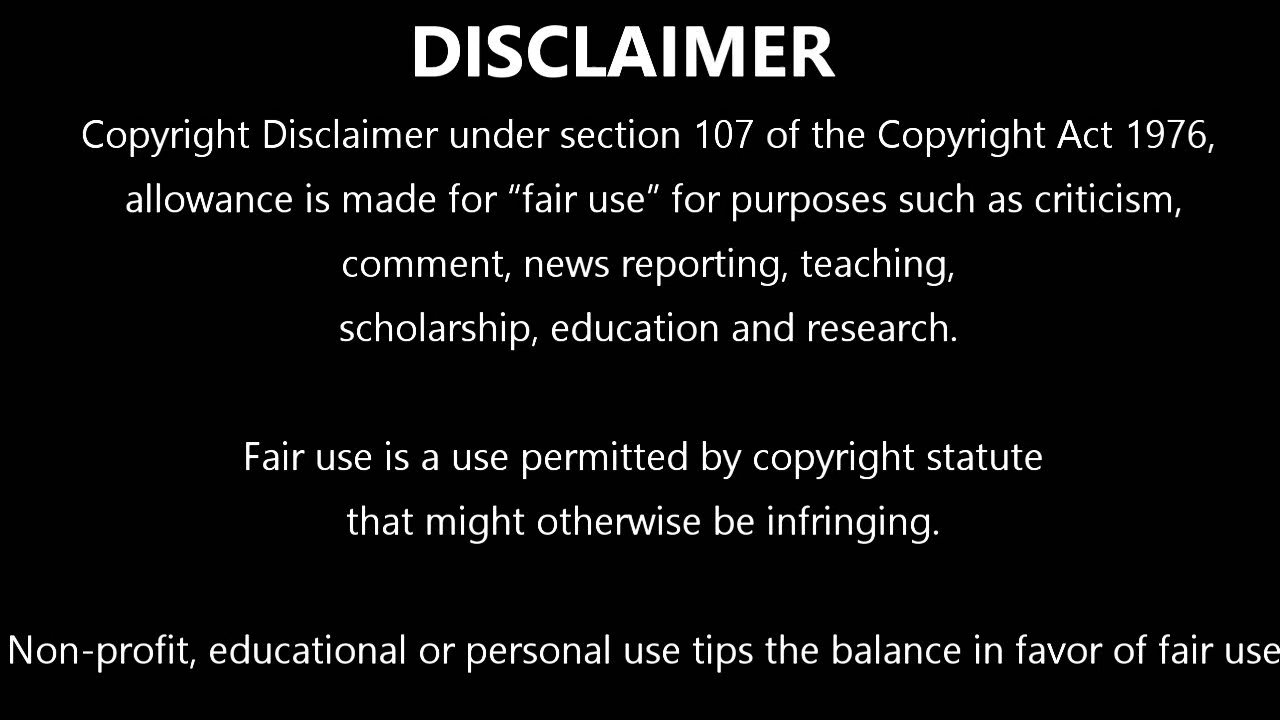 DISCLAIMER
Copyright Disclaimer under section 107 of the Copyright Act 1976,
allowance is made for “fair use” for purposes such as criticism,
comment, news reporting, teaching,
scholarship, education and research.
Fair use is a use permitted by copyright statute
that might otherwise be infringing.
Non-profit, educational or personal use tips the balance in favor of fair use